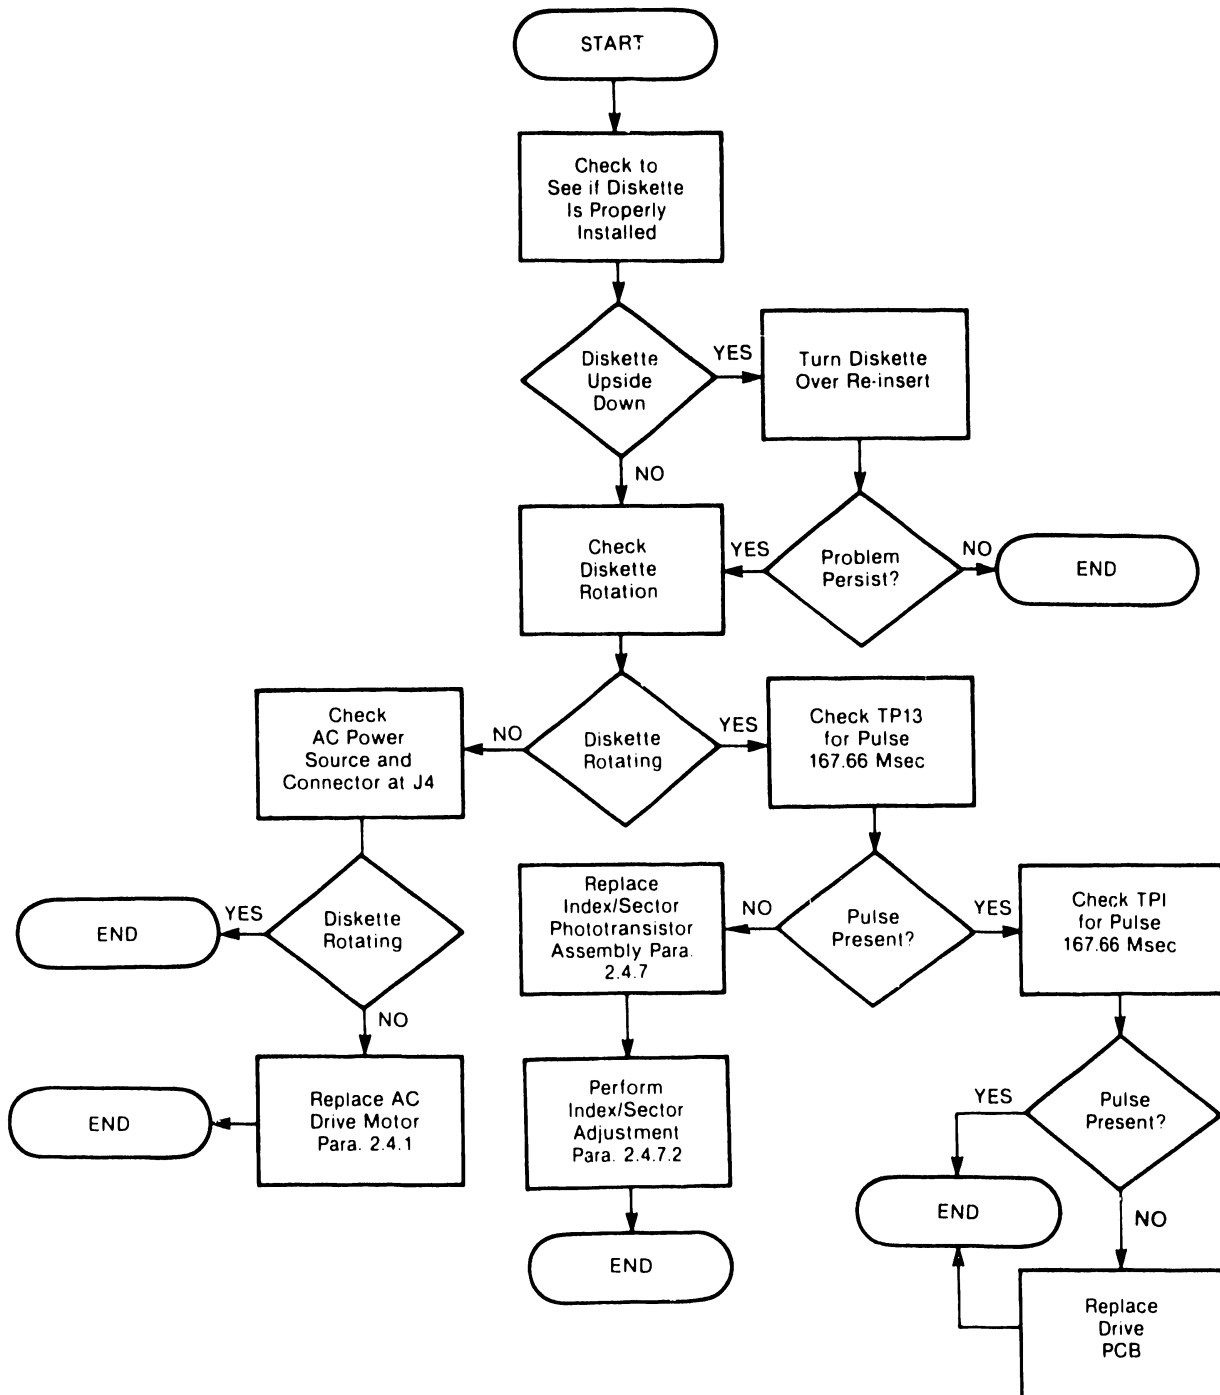 START
Check to
See if Diskette
Is Properly
Installed
Diskette
Upside
Down
YES
Turn Diskette
Over Re-insert
NO
Check
Diskette
Rotation
YES
Problem
Persist?
NO
END
Check
AC Power
Source and
Connector at J4
NO
Diskette
Rotating
YES
Check TP13
for Pulse
167.66 Msec
END
YES
Diskette
Rotating
NO
Replace
Index/Sector
Phototransistor
Assembly Para.
2.4.7
NO
Pulse
Present?
YES
Check TPI
for Pulse
167.66 Msec
END
Replace AC
Drive Motor
Para. 2.4.1
Perform
Index/Sector
Adjustment
Para. 2.4.7.2
END
YES
Pulse
Present?
NO
END
Replace
Drive
PCB